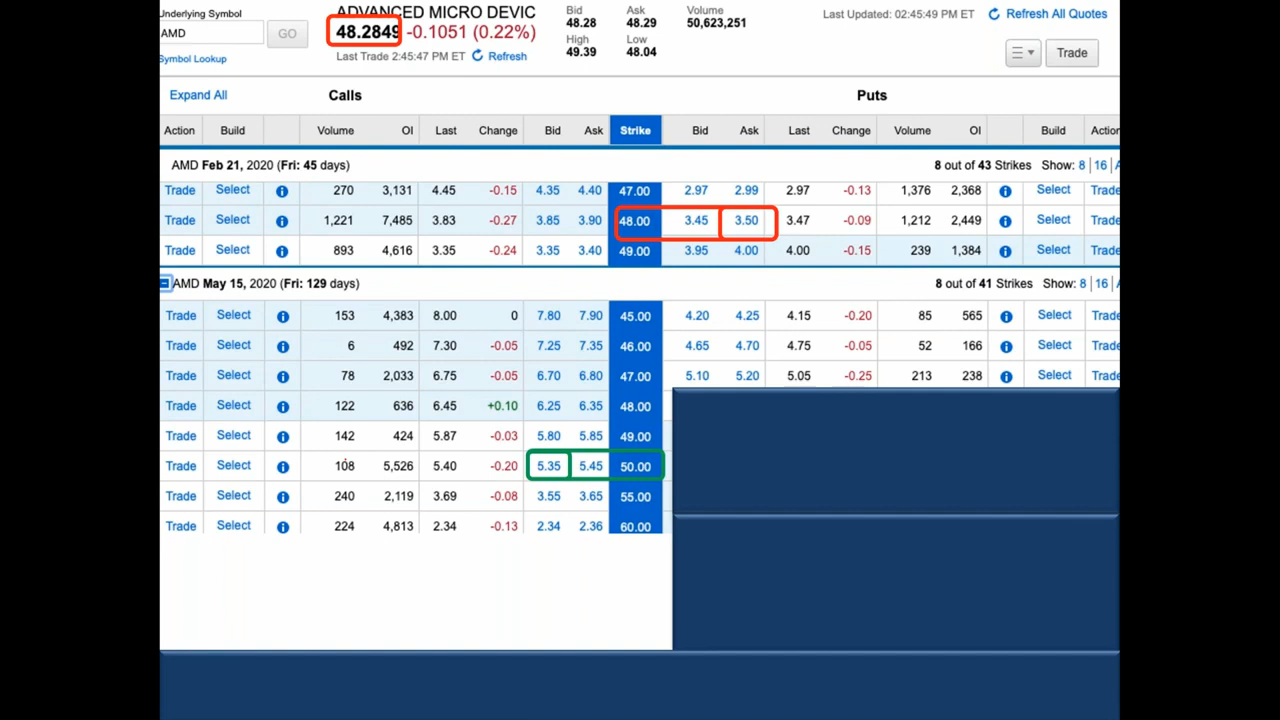 Underlying Symbol
AMD GO
Symbol Lookup
ADVANCED MICRO DEVIC
48.2849 -0.1051 (0.22%)
Last Trade 2:45:47 PM ET Refresh
Bid Ask Volume
48.28 48.29 50,623,251
High Low
49.39 48.04
Last Updated: 02:45:49 PM ET Refresh All Quotes
Trade
Expand All Calls Puts
Action Build Volume OI Last Change Bid Ask Strike Bid Ask Last Change Volume OI Build Action
AMD Feb 21, 2020 (Fri: 45 days) 8 out of 43 Strikes Show: 8 | 16 |
Trade Select 270 3,131 4.45 -0.15 4.35 4.40 47.00 2.97 2.99 2.97 -0.13 1,376 2,368 Select Trade
Trade Select 1,221 7,485 3.83 -0.27 3.85 3.90 48.00 3.45 3.50 3.47 -0.09 1,212 2,449 Select Trade
Trade Select 893 4,616 3.35 -0.24 3.35 3.40 49.00 3.95 4.00 4.00 -0.15 239 1,384 Select Trade
AMD May 15, 2020 (Fri: 129 days) 8 out of 41 Strikes Show: 8 | 16 |
Trade Select 153 4,383 8.00 0 7.80 7.90 45.00 4.20 4.25 4.15 -0.20 85 565 Select Trade
Trade Select 6 492 7.30 -0.05 7.25 7.35 46.00 4.65 4.70 4.75 -0.05 52 166 Select Trade
Trade Select 78 2,033 6.75 -0.05 6.70 6.80 47.00 5.10 5.20 5.05 -0.25 213 238 Select Trade
Trade Select 122 636 6.45 +0.10 6.25 6.35 48.00
Trade Select 142 424 5.87 -0.03 5.80 5.85 49.00
Trade Select 108 5,526 5.40 -0.20 5.35 5.45 50.00
Trade Select 240 2,119 3.69 -0.08 3.55 3.65 55.00
Trade Select 224 4,813 2.34 -0.13 2.34 2.36 60.00